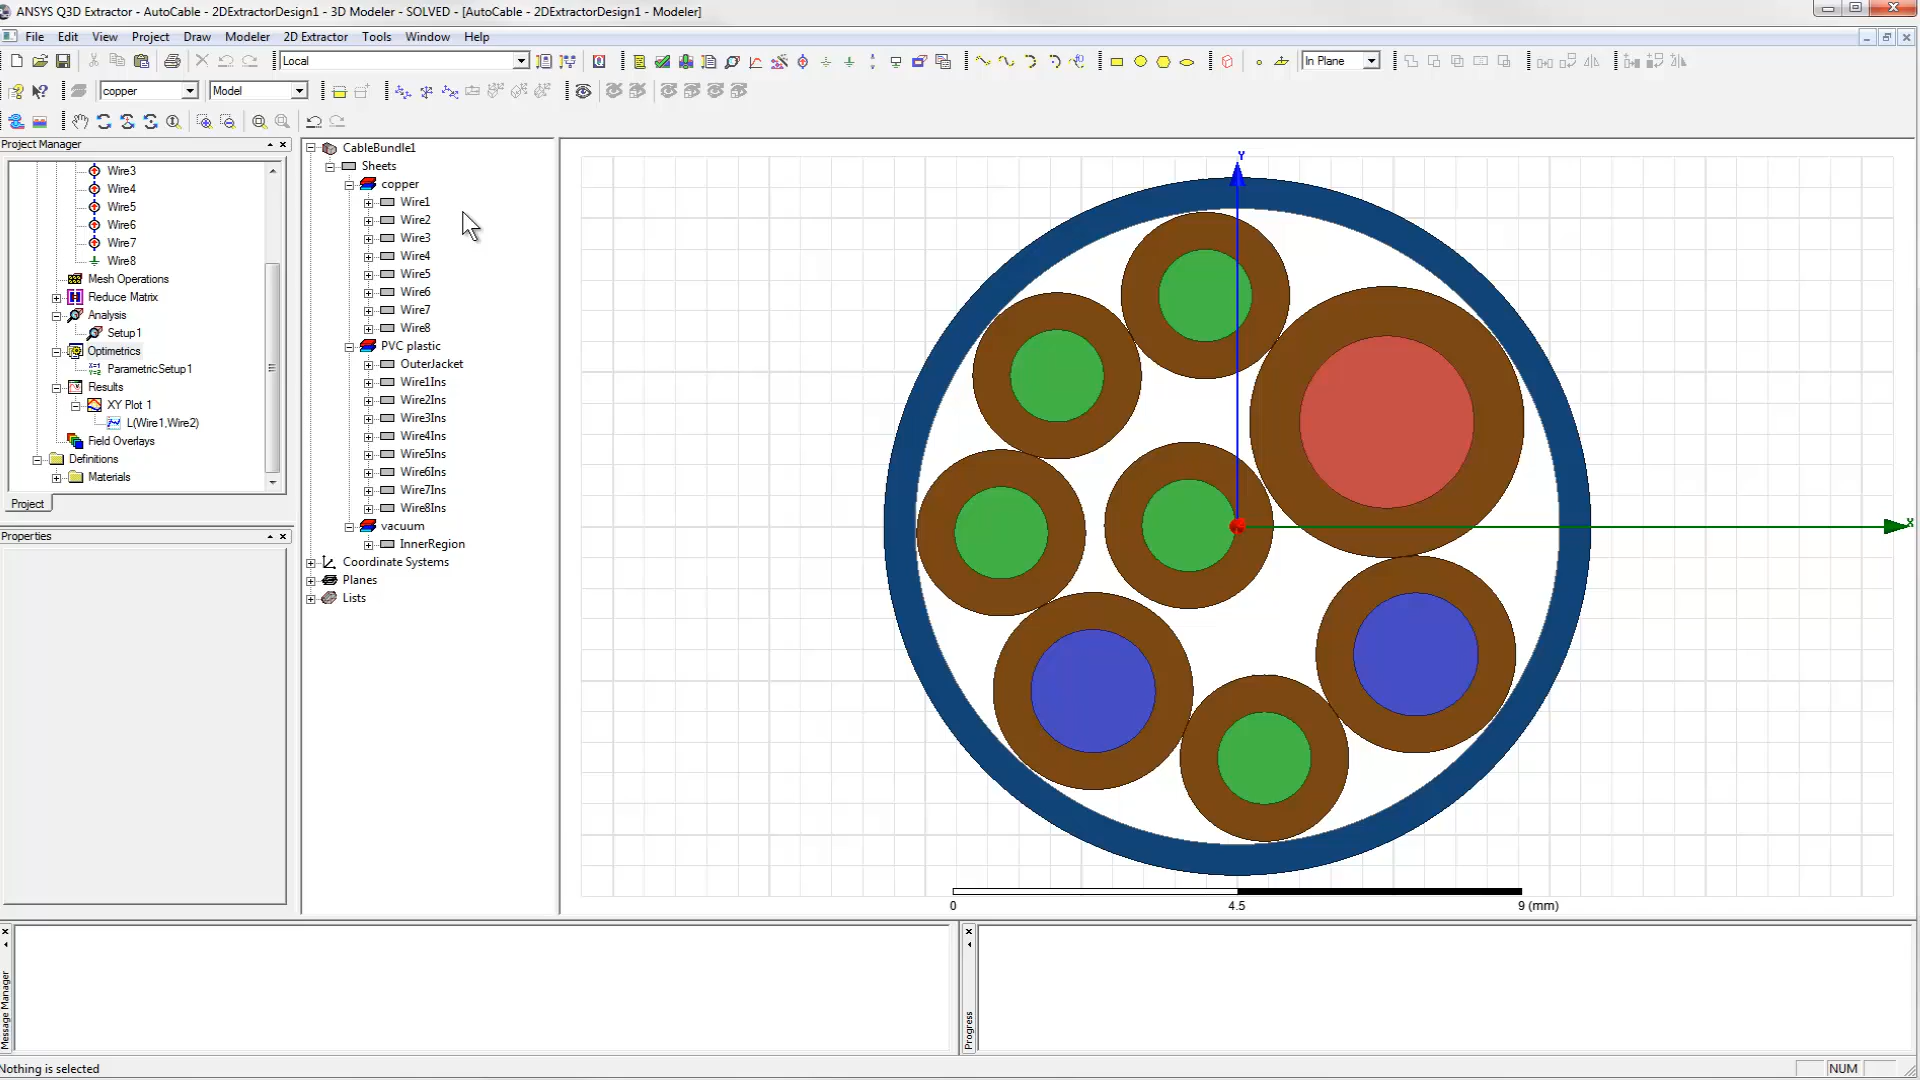 ANSYS Q3D Extractor - AutoCable - 2DExtractorDesign1 - 3D Modeler - SOLVED - [AutoCable - 2DExtractorDesign1 - Modeler]
File Edit View Project Draw Modeler 2D Extractor Tools Window Help
Local
In Plane
copper
Model
Project Manager
Wire3
Wire4
Wire5
Wire6
Wire7
Wire8
Mesh Operations
Reduce Matrix
Analysis
Setup1
Optimetrics
ParametricSetup1
Results
XY Plot 1
L(Wire1,Wire2)
Field Overlays
Definitions
Materials
Project
Properties
CableBundle1
Sheets
copper
Wire1
Wire2
Wire3
Wire4
Wire5
Wire6
Wire7
Wire8
PVC plastic
OuterJacket
Wire1Ins
Wire2Ins
Wire3Ins
Wire4Ins
Wire5Ins
Wire6Ins
Wire7Ins
Wire8Ins
vacuum
InnerRegion
Coordinate Systems
Planes
Lists
Y
X
0
4.5
9 (mm)
Message Manager
Progress
Nothing is selected
NUM